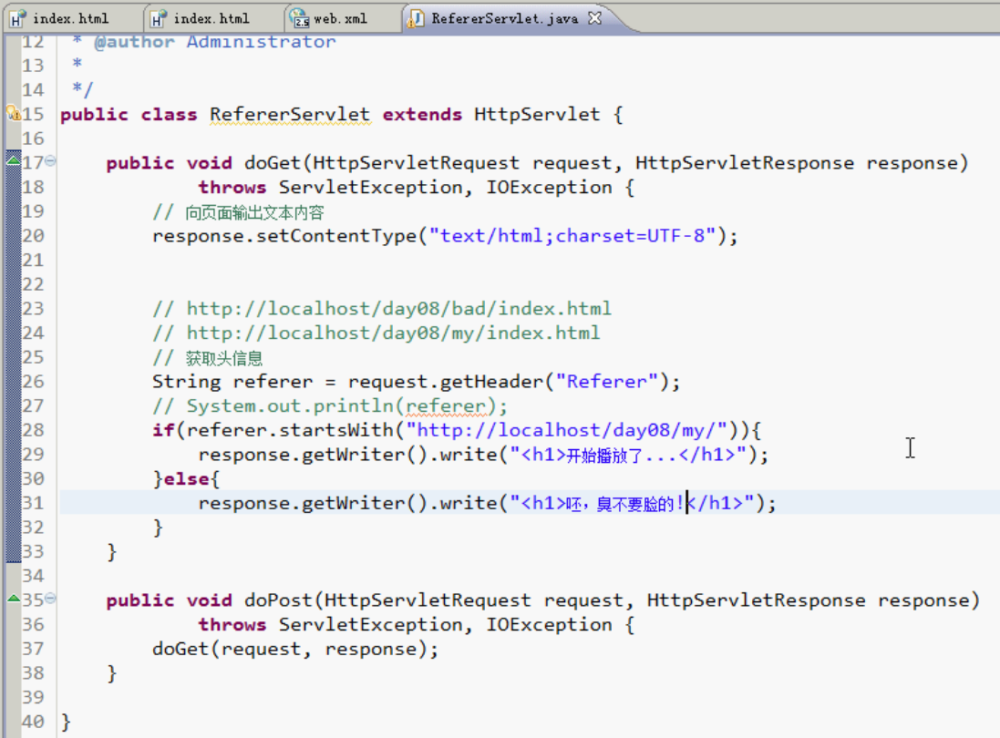 index.html index.html web.xml RefererServlet.java
12 * @author Administrator
13 *
14 */
15 public class RefererServlet extends HttpServlet {
16
17 public void doGet(HttpServletRequest request, HttpServletResponse response)
18 throws ServletException, IOException {
19 // 向页面输出文本内容
20 response.setContentType("text/html;charset=UTF-8");
21
22
23 // http://localhost/day08/bad/index.html
24 // http://localhost/day08/my/index.html
25 // 获取头信息
26 String referer = request.getHeader("Referer");
27 // System.out.println(referer);
28 if(referer.startsWith("http://localhost/day08/my/")){
29 response.getWriter().write("<h1>开始播放了...</h1>");
30 }else{
31 response.getWriter().write("<h1>呸，臭不要脸的!</h1>");
32 }
33 }
34
35 public void doPost(HttpServletRequest request, HttpServletResponse response)
36 throws ServletException, IOException {
37 doGet(request, response);
38 }
39
40 }